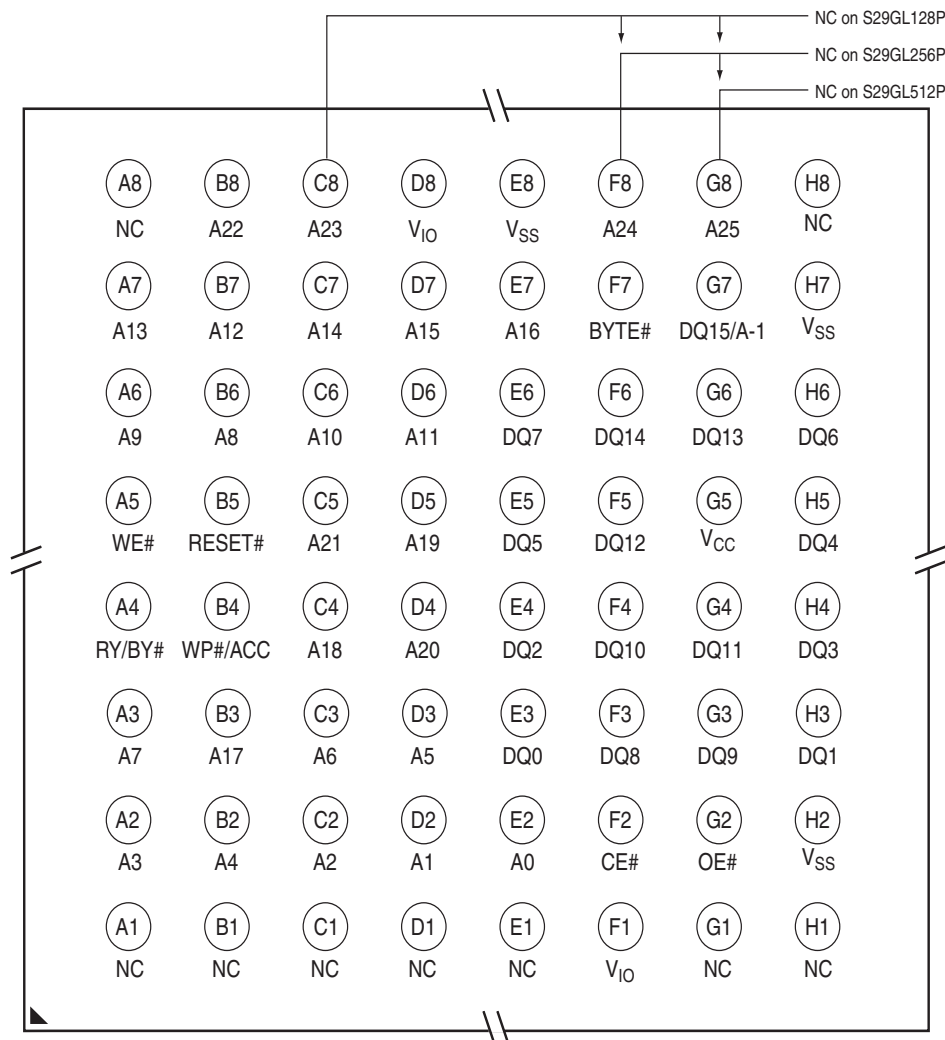 NC on S29GL128P
NC on S29GL256P
NC on S29GL512P
A8 B8 C8 D8 E8 F8 G8 H8
NC A22 A23 VIO VSS A24 A25 NC
A7 B7 C7 D7 E7 F7 G7 H7
A13 A12 A14 A15 A16 BYTE# DQ15/A-1 VSS
A6 B6 C6 D6 E6 F6 G6 H6
A9 A8 A10 A11 DQ7 DQ14 DQ13 DQ6
A5 B5 C5 D5 E5 F5 G5 H5
WE# RESET# A21 A19 DQ5 DQ12 VCC DQ4
A4 B4 C4 D4 E4 F4 G4 H4
RY/BY# WP#/ACC A18 A20 DQ2 DQ10 DQ11 DQ3
A3 B3 C3 D3 E3 F3 G3 H3
A7 A17 A6 A5 DQ0 DQ8 DQ9 DQ1
A2 B2 C2 D2 E2 F2 G2 H2
A3 A4 A2 A1 A0 CE# OE# VSS
A1 B1 C1 D1 E1 F1 G1 H1
NC NC NC NC NC VIO NC NC